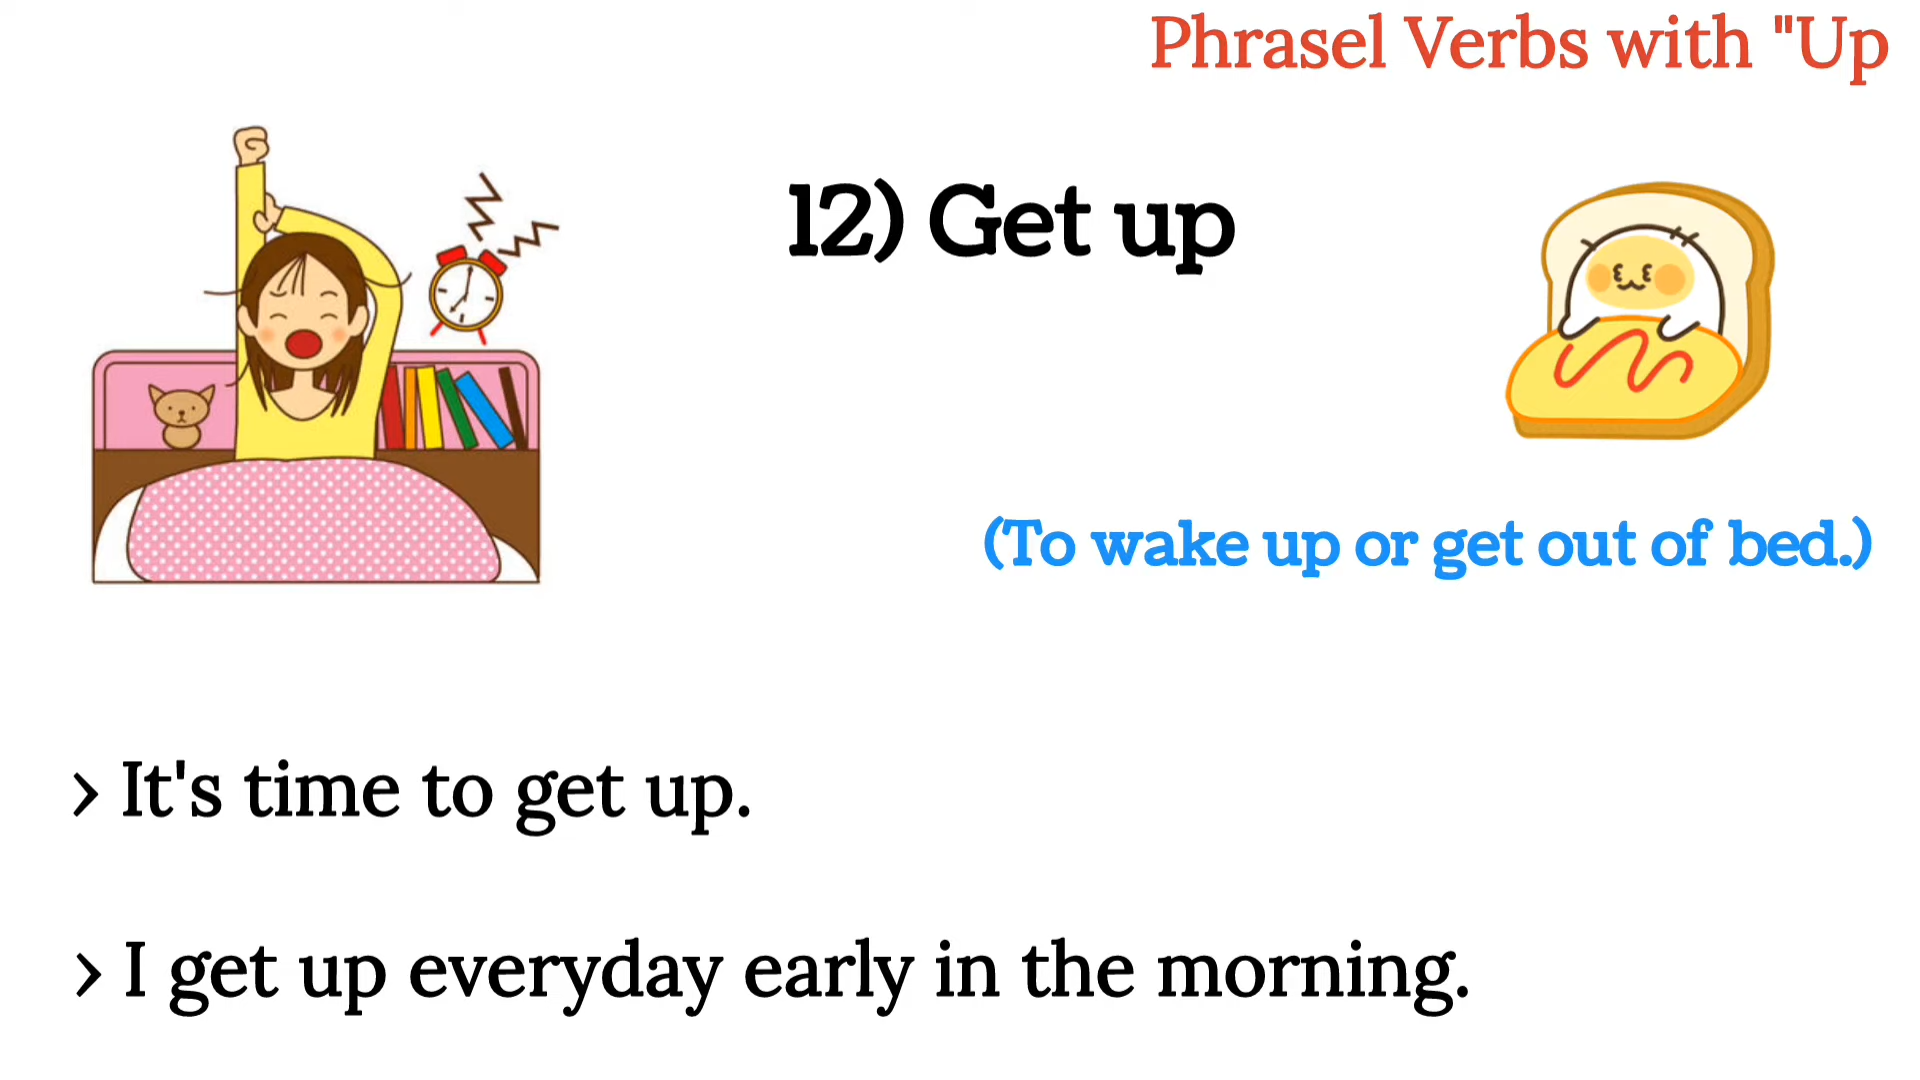 Phrasel Verbs with "Up
12) Get up
(To wake up or get out of bed.)
› It's time to get up.
› I get up everyday early in the morning.